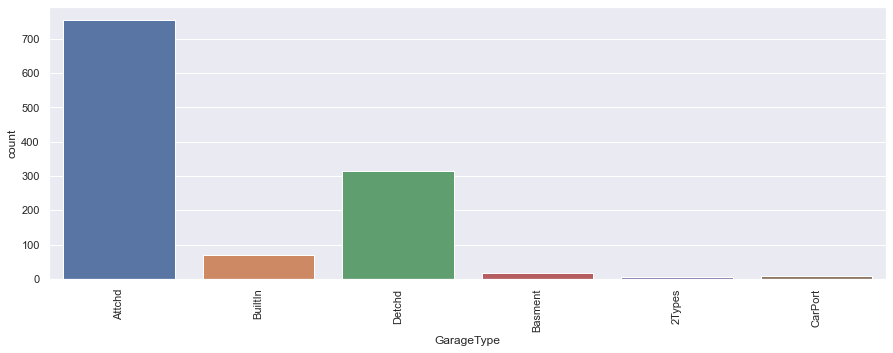 700
600
500
400
300
200
100
0
count
Attchd
BuiltIn
Detchd
Basment
2Types
CarPort
GarageType